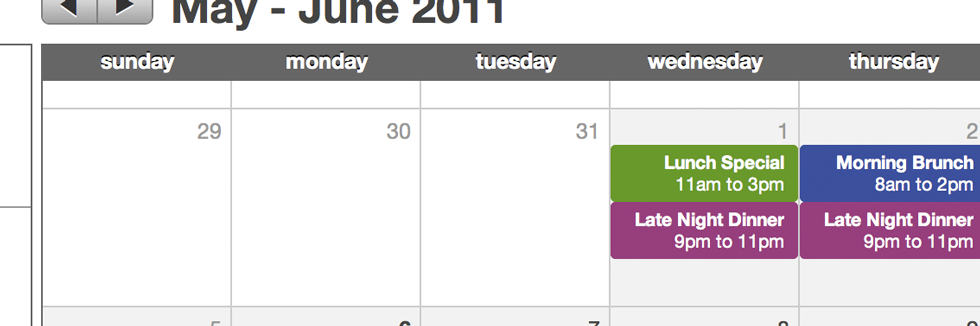 May - June 2011
sunday monday tuesday wednesday thursday
29 30 31 1 2
Lunch Special Morning Brunch
11am to 3pm 8am to 2pm
Late Night Dinner Late Night Dinner
9pm to 11pm 9pm to 11pm